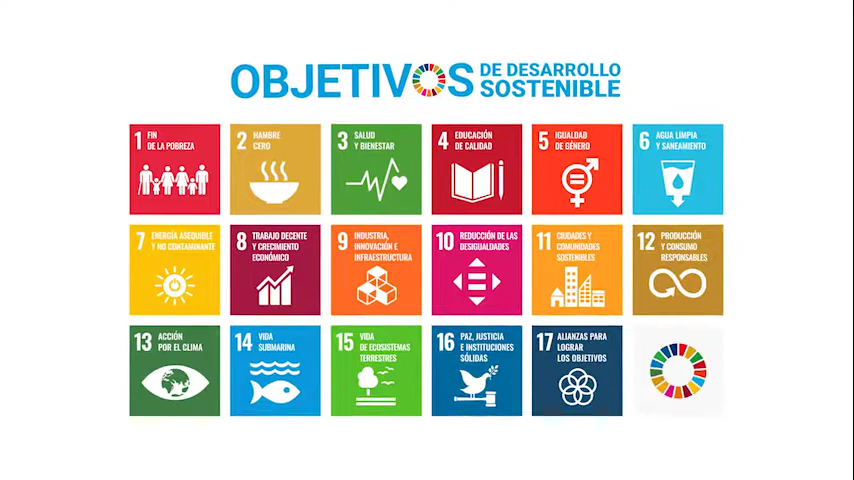 OBJETIVOS DE DESARROLLO
SOSTENIBLE
1 FIN
DE LA POBREZA
2 HAMBRE
CERO
3 SALUD
Y BIENESTAR
4 EDUCACIÓN
DE CALIDAD
5 IGUALDAD
DE GÉNERO
6 AGUA LIMPIA
Y SANEAMIENTO
7 ENERGÍA ASEQUIBLE
Y NO CONTAMINANTE
8 TRABAJO DECENTE
Y CRECIMIENTO
ECONÓMICO
9 INDUSTRIA,
INNOVACIÓN E
INFRAESTRUCTURA
10 REDUCCIÓN DE LAS
DESIGUALDADES
11 CIUDADES Y
COMUNIDADES
SOSTENIBLES
12 PRODUCCIÓN
Y CONSUMO
RESPONSABLES
13 ACCIÓN
POR EL CLIMA
14 VIDA
SUBMARINA
15 VIDA
DE ECOSISTEMAS
TERRESTRES
16 PAZ, JUSTICIA
E INSTITUCIONES
SÓLIDAS
17 ALIANZAS PARA
LOGRAR
LOS OBJETIVOS